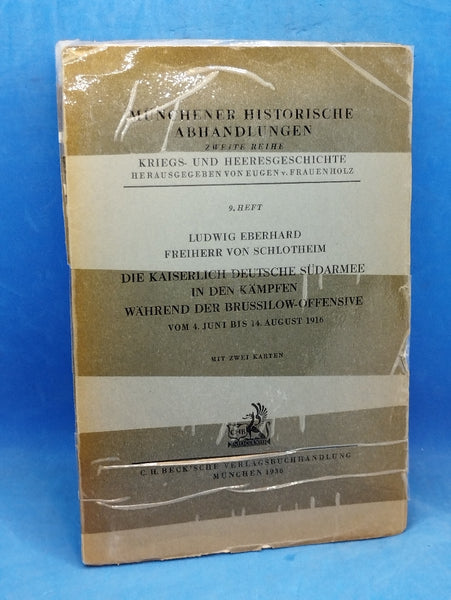 MÜNCHENER HISTORISCHE
ABHANDLUNGEN
ZWEITE REIHE
KRIEGS- UND HEERESGESCHICHTE
HERAUSGEGEBEN VON EUGEN v. FRAUENHOLZ
9. HEFT
LUDWIG EBERHARD
FREIHERR VON SCHLOTHEIM
DIE KAISERLICH DEUTSCHE SÜDARMEE
IN DEN KÄMPFEN
WÄHREND DER BRUSSILOW-OFFENSIVE
VOM 4. JUNI BIS 14. AUGUST 1916
MIT ZWEI KARTEN
CHB
C. H. BECK'SCHE VERLAGSBUCHHANDLUNG
MÜNCHEN 1936